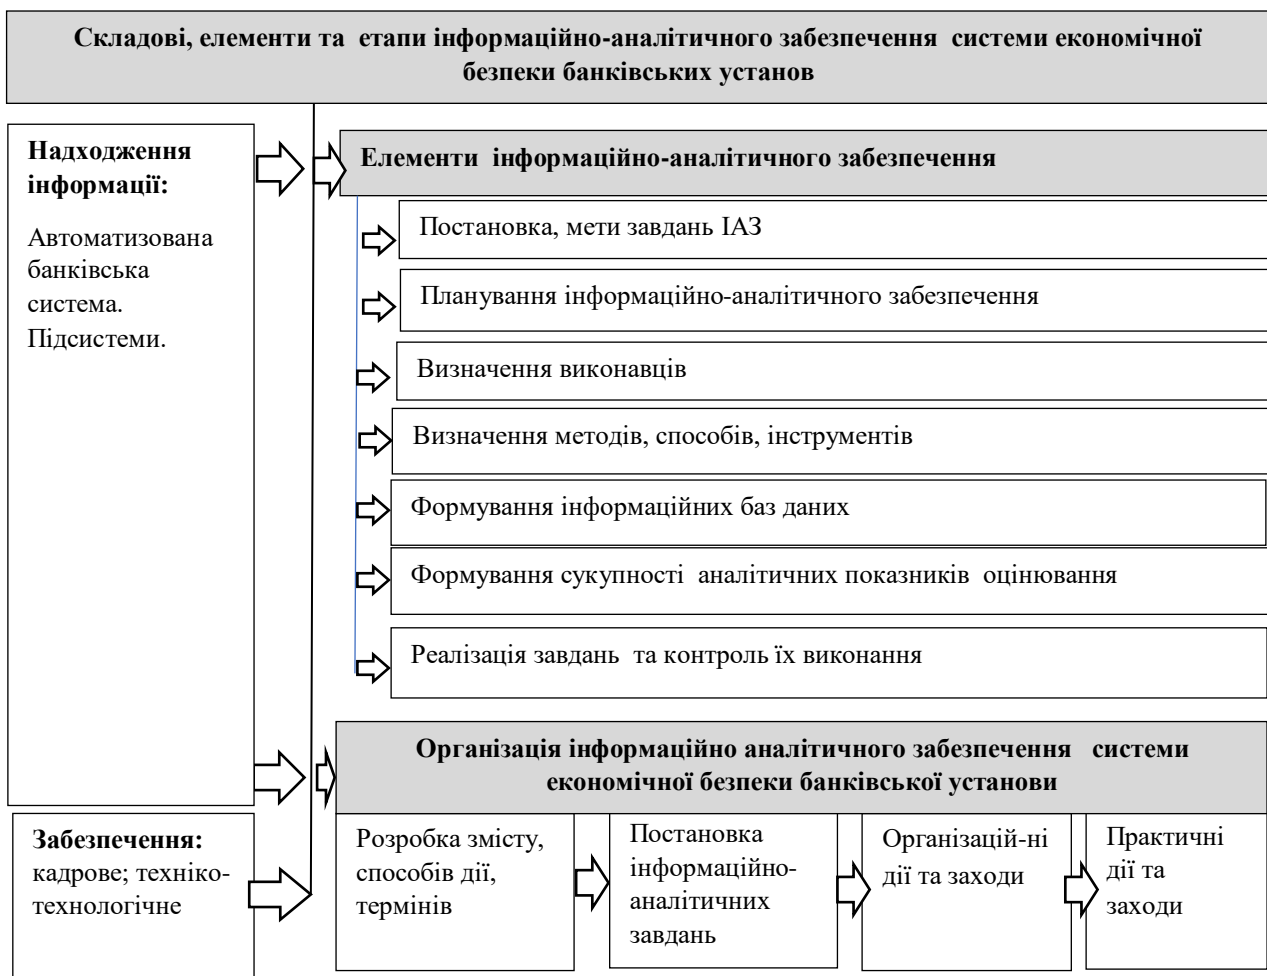 Складові, елементи та етапи інформаційно-аналітичного забезпечення системи економічної
безпеки банківських установ
Надходження
інформації:
Автоматизована
банківська
система.
Підсистеми.
Елементи інформаційно-аналітичного забезпечення
Постановка, мети завдань ІАЗ
Планування інформаційно-аналітичного забезпечення
Визначення виконавців
Визначення методів, способів, інструментів
Формування інформаційних баз даних
Формування сукупності аналітичних показників оцінювання
Реалізація завдань та контроль їх виконання
Організація інформаційно аналітичного забезпечення системи
економічної безпеки банківської установи
Забезпечення:
кадрове; техніко-
технологічне
Розробка змісту,
способів дії,
термінів
Постановка
інформаційно-
аналітичних
завдань
Організацій-ні
дії та заходи
Практичні
дії та
заходи